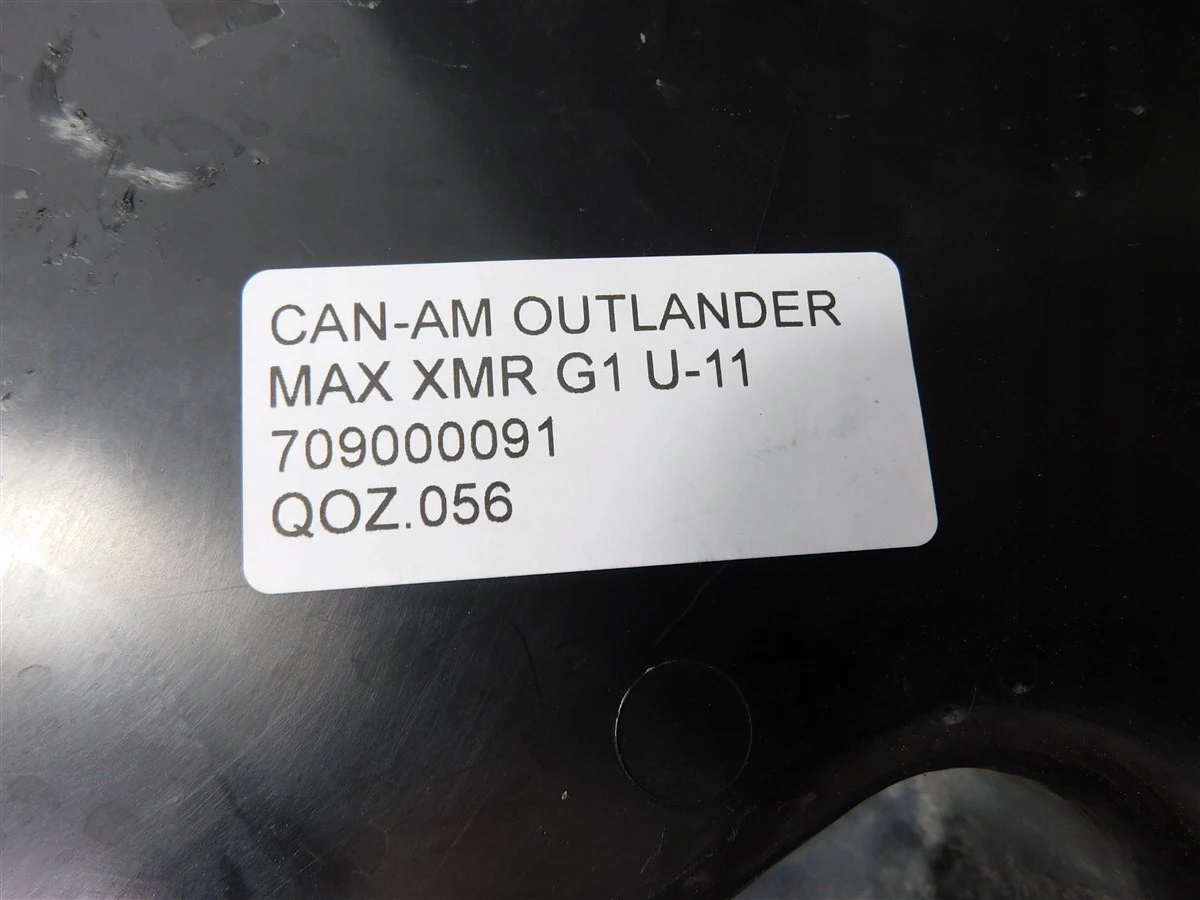 CAN-AM OUTLANDER
MAX XMR G1 U-11
709000091
QOZ.056